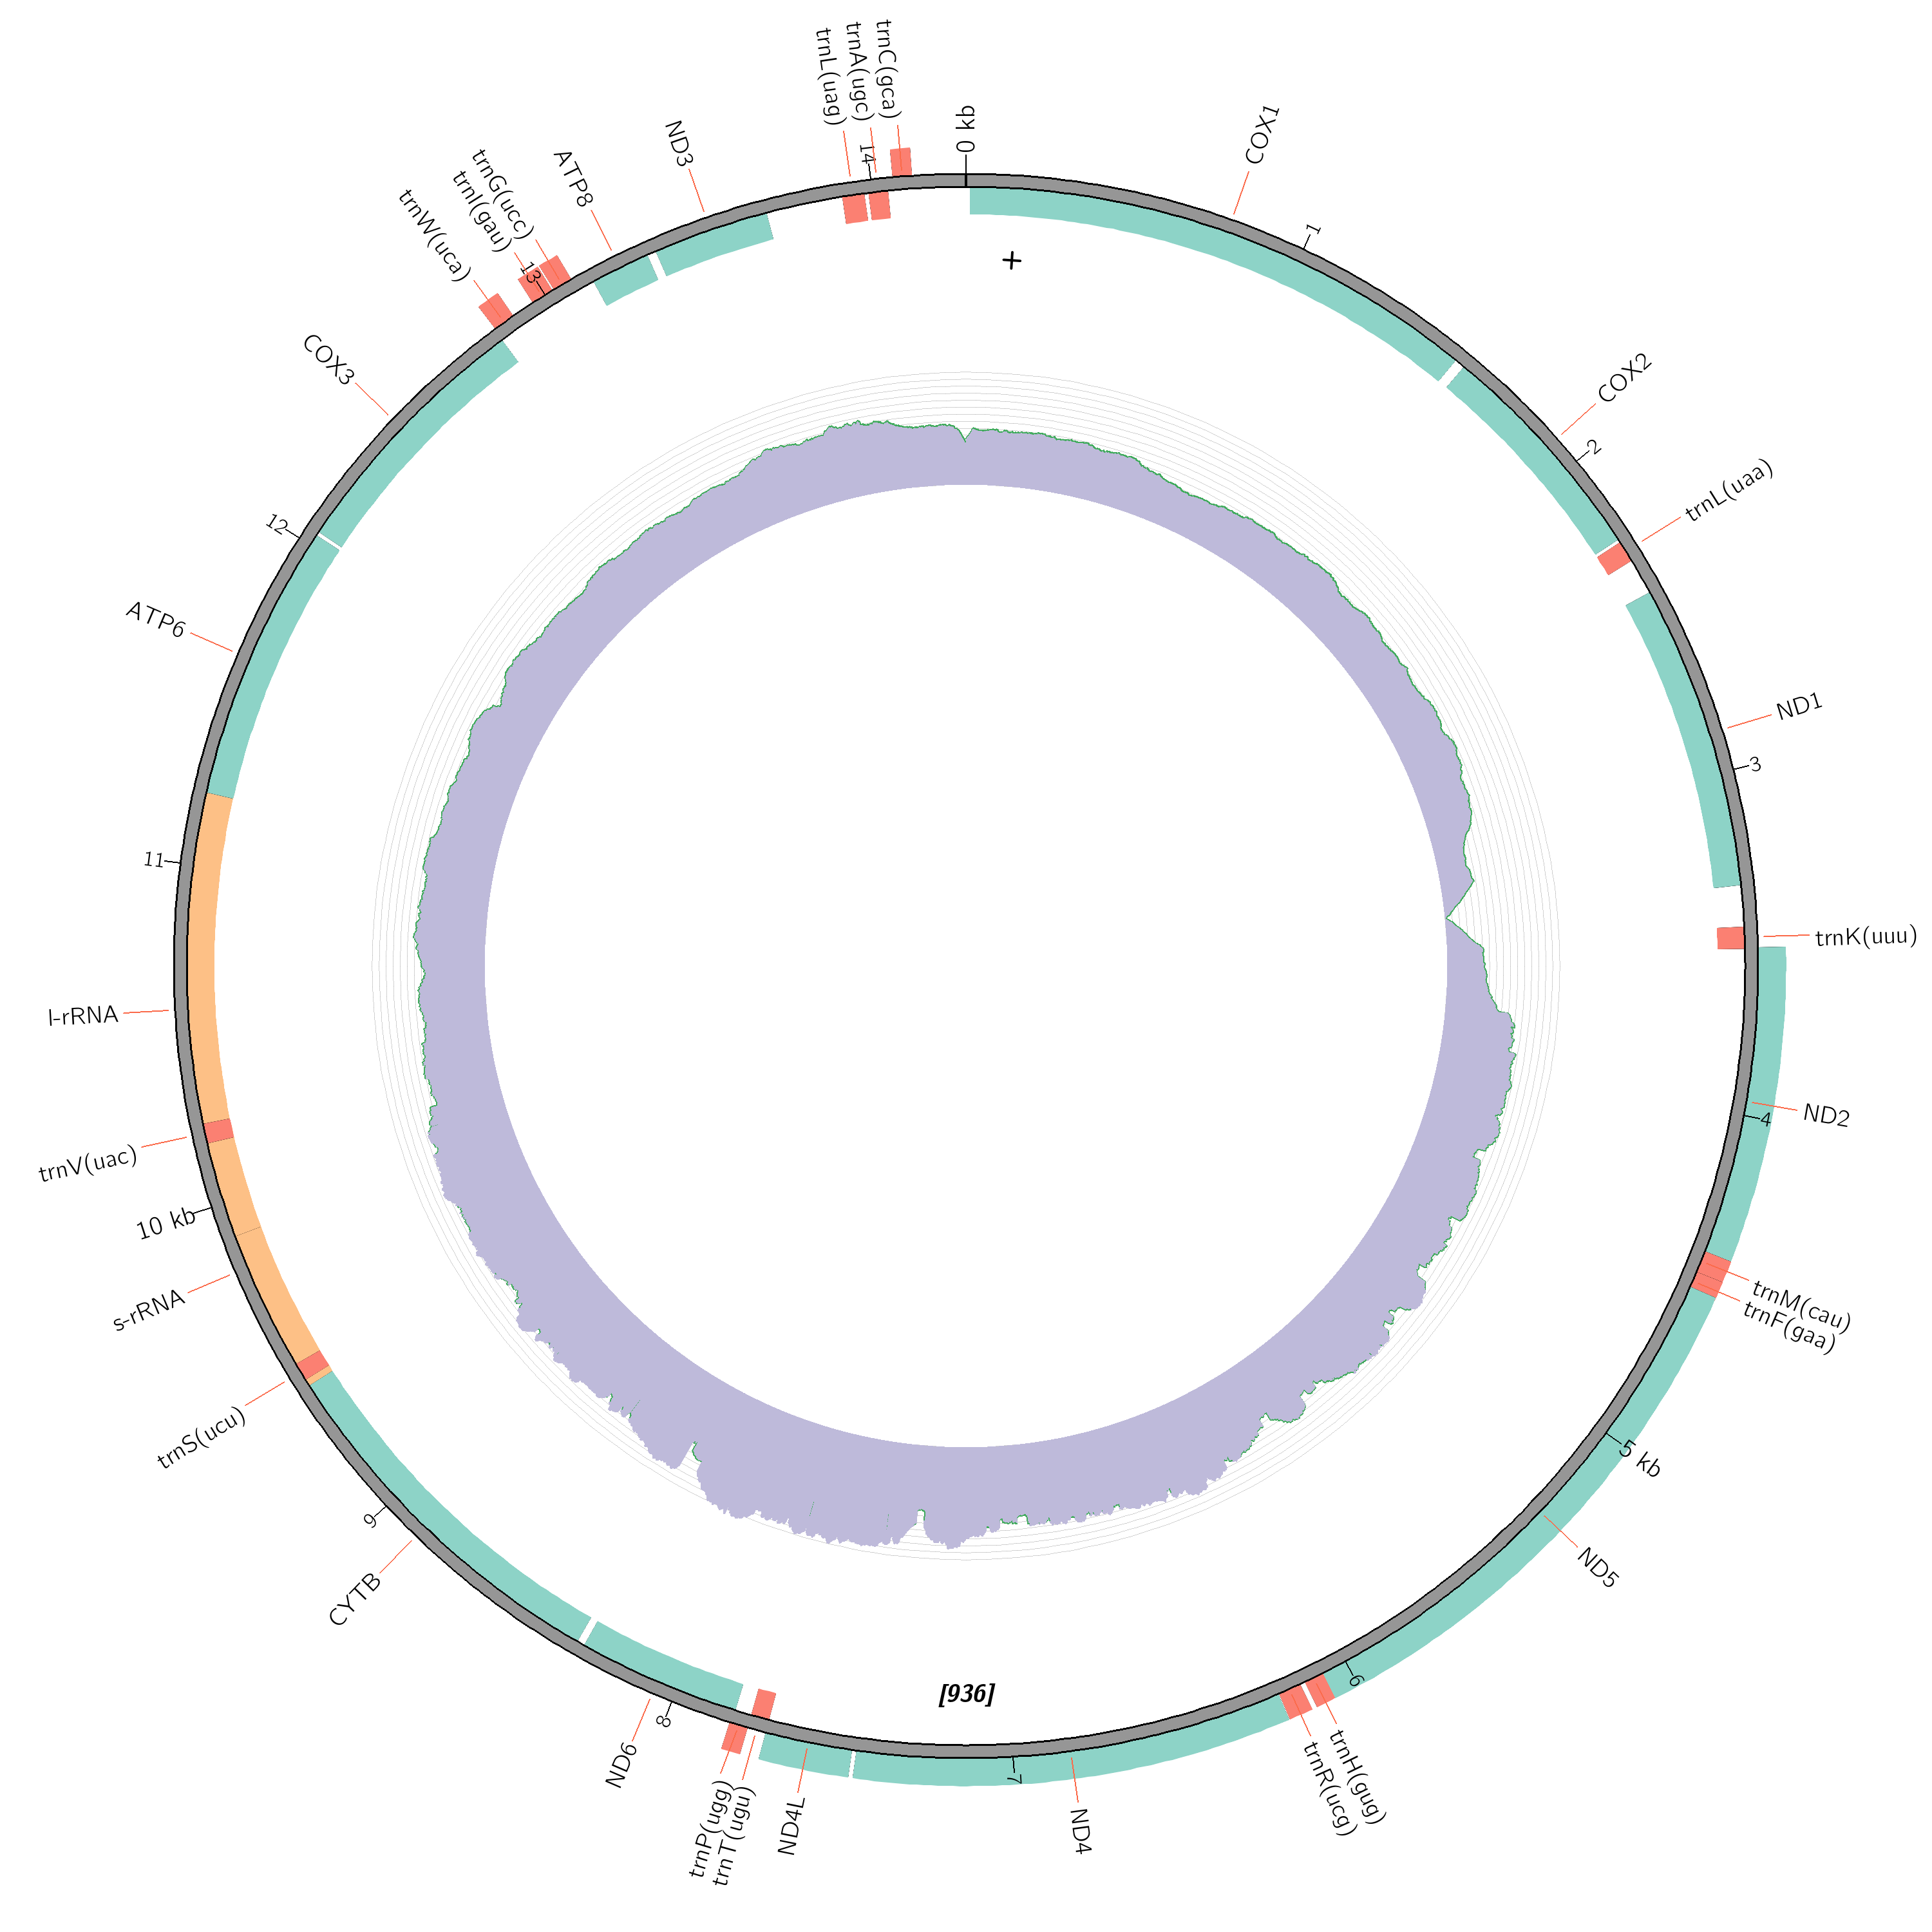 0 kb
COX1
1
COX2
2
trnL(uaa)
ND1
3
trnK(uuu)
ND2
4
trnM(cau)
trnF(gaa)
5 kb
ND5
6
trnH(gug)
trnR(ucg)
ND4
7
ND4L
trnT(ugu)
trnP(ugg)
8
ND6
CYTB
9
trnS(ucu)
s-rRNA
10 kb
trnV(uac)
l-rRNA
11
ATP6
12
COX3
trnW(uca)
trnI(gau)
13
trnG(ucc)
ATP8
ND3
trnL(uag)
14
trnA(ugc)
trnC(gca)
+
[936]